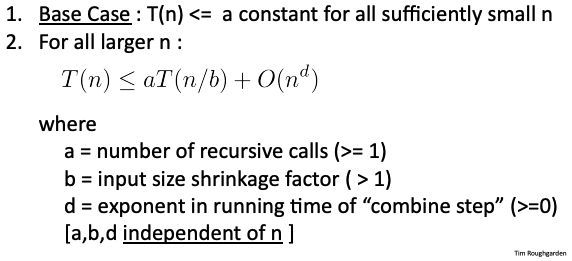 1. Base Case : T(n) <= a constant for all sufficiently small n
2. For all larger n :
T(n) ≤ aT(n/b) + O(n^d)
where
a = number of recursive calls (>= 1)
b = input size shrinkage factor ( > 1)
d = exponent in running time of “combine step” (>=0)
[a,b,d independent of n ]
Tim Roughgarden